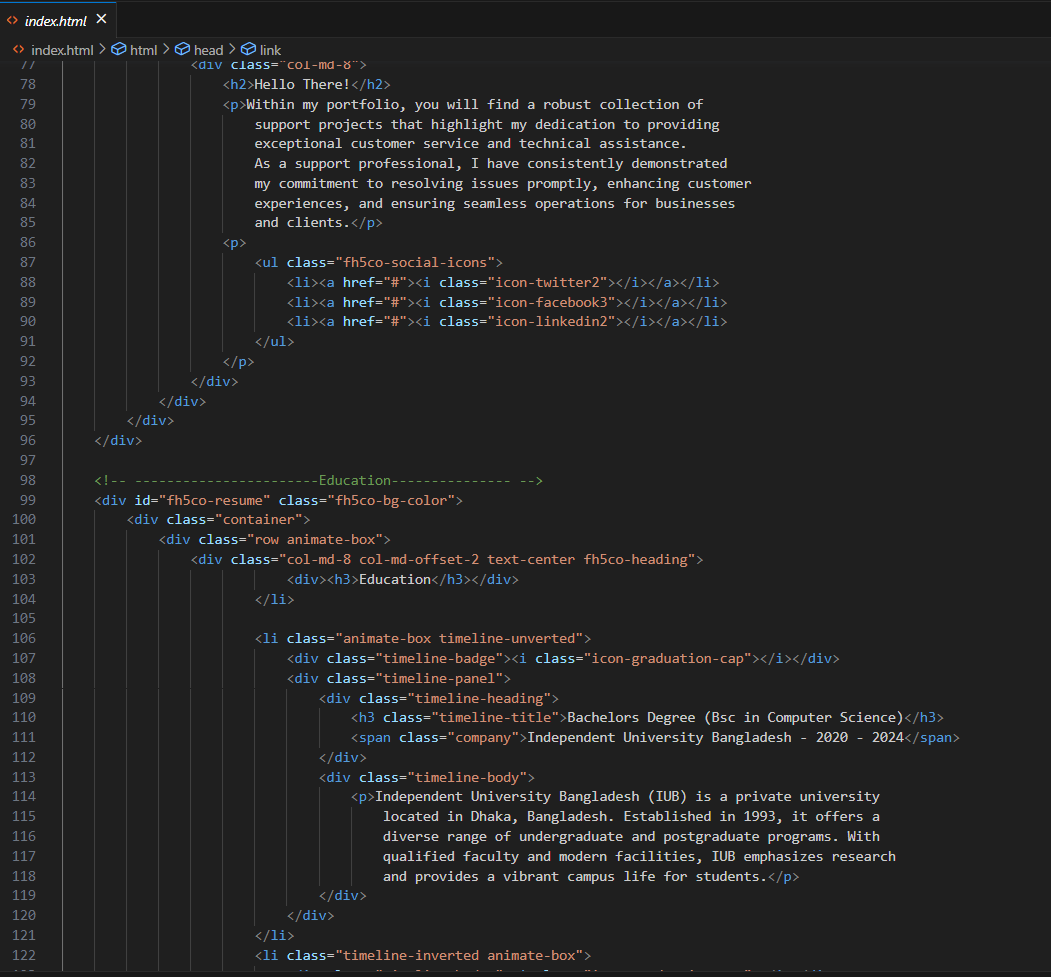 index.html
index.html > html > head > link
77 <div class="col-md-8">
78 <h2>Hello There!</h2>
79 <p>Within my portfolio, you will find a robust collection of
80 support projects that highlight my dedication to providing
81 exceptional customer service and technical assistance.
82 As a support professional, I have consistently demonstrated
83 my commitment to resolving issues promptly, enhancing customer
84 experiences, and ensuring seamless operations for businesses
85 and clients.</p>
86 <p>
87 <ul class="fh5co-social-icons">
88 <li><a href="#"><i class="icon-twitter2"></i></a></li>
89 <li><a href="#"><i class="icon-facebook3"></i></a></li>
90 <li><a href="#"><i class="icon-linkedin2"></i></a></li>
91 </ul>
92 </p>
93 </div>
94 </div>
95 </div>
96 </div>
97
98 <!-- -----------------------Education--------------- -->
99 <div id="fh5co-resume" class="fh5co-bg-color">
100 <div class="container">
101 <div class="row animate-box">
102 <div class="col-md-8 col-md-offset-2 text-center fh5co-heading">
103 <div><h3>Education</h3></div>
104 </li>
105
106 <li class="animate-box timeline-unverted">
107 <div class="timeline-badge"><i class="icon-graduation-cap"></i></div>
108 <div class="timeline-panel">
109 <div class="timeline-heading">
110 <h3 class="timeline-title">Bachelors Degree (Bsc in Computer Science)</h3>
111 <span class="company">Independent University Bangladesh - 2020 - 2024</span>
112 </div>
113 <div class="timeline-body">
114 <p>Independent University Bangladesh (IUB) is a private university
115 located in Dhaka, Bangladesh. Established in 1993, it offers a
116 diverse range of undergraduate and postgraduate programs. With
117 qualified faculty and modern facilities, IUB emphasizes research
118 and provides a vibrant campus life for students.</p>
119 </div>
120 </div>
121 </li>
122 <li class="timeline-inverted animate-box">